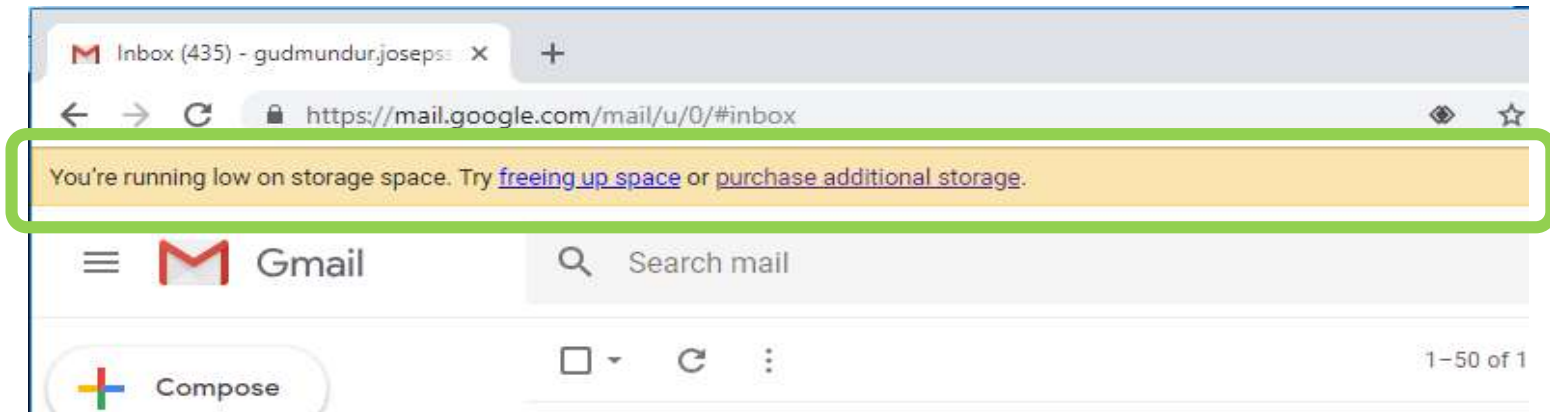 Inbox (435) - gudmundur.joseps
https://mail.google.com/mail/u/0/#inbox
You're running low on storage space. Try freeing up space or purchase additional storage.
Gmail
Search mail
1–50 of 1
Compose